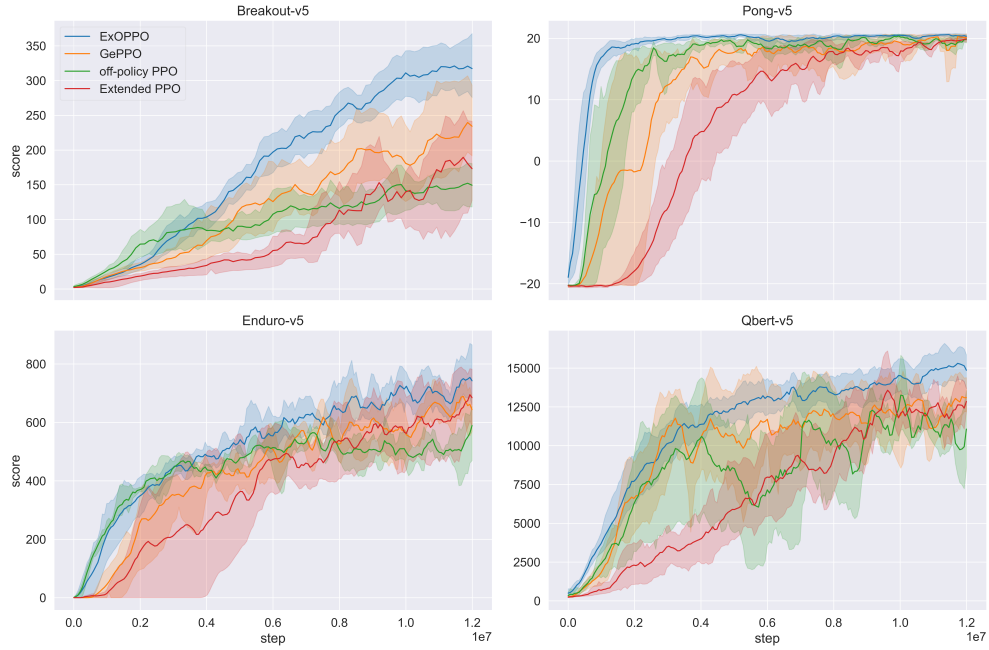 Breakout-v5
Pong-v5
ExOPPO
GePPO
off-policy PPO
Extended PPO
350
300
250
200
150
100
50
0
score
20
10
0
−10
−20
Enduro-v5
Qbert-v5
800
600
400
200
0
score
15000
12500
10000
7500
5000
2500
0
0.0 0.2 0.4 0.6 0.8 1.0 1.2
step
1e7
0.0 0.2 0.4 0.6 0.8 1.0 1.2
step
1e7